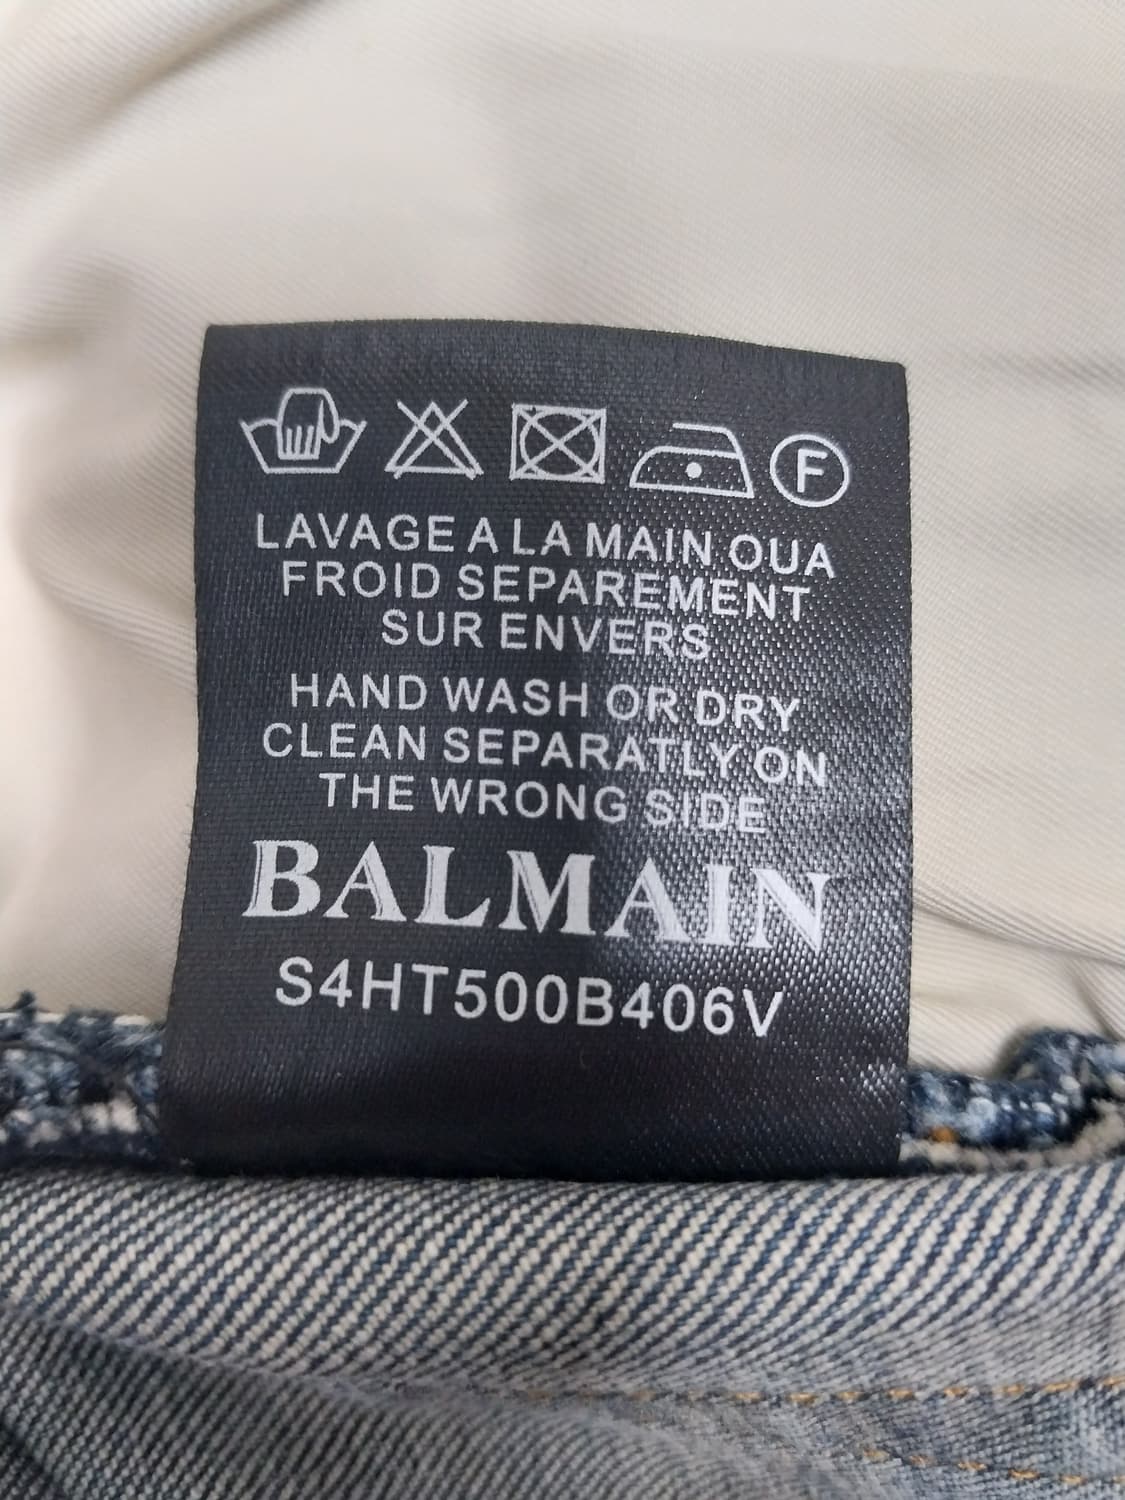 F
LAVAGE A LA MAIN OUA
FROID SEPAREMENT
SUR ENVERS
HAND WASH OR DRY
CLEAN SEPARATLY ON
THE WRONG SIDE
BALMAIN
S4HT500B406V